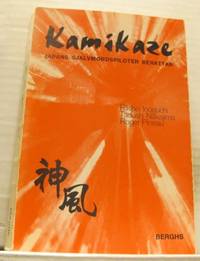 Kamikaze
JAPANS SJÄLVMORDSPILOTER BERÄTTAR
Rikihei Inoguchi
Tadashi Nakajima
Roger Pineau
神
風
BERGHS